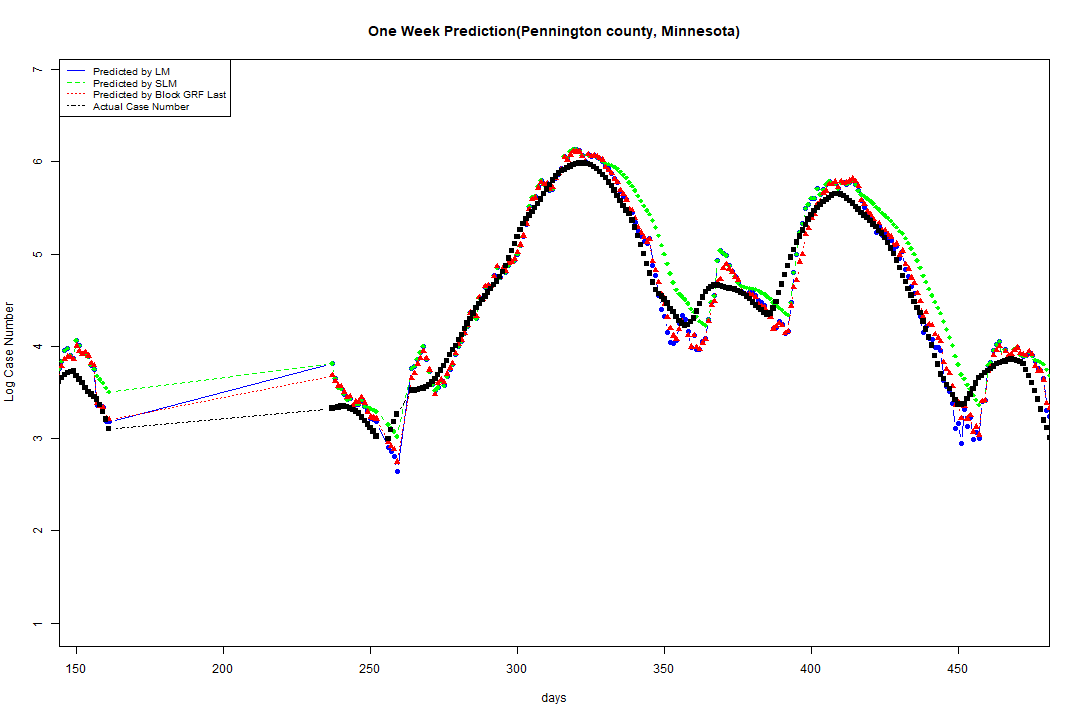 One Week Prediction(Pennington county, Minnesota)
Predicted by LM
Predicted by SLM
Predicted by Block GRF Last
Actual Case Number
Log Case Number
7
6
5
4
3
2
1
150 200 250 300 350 400 450
days